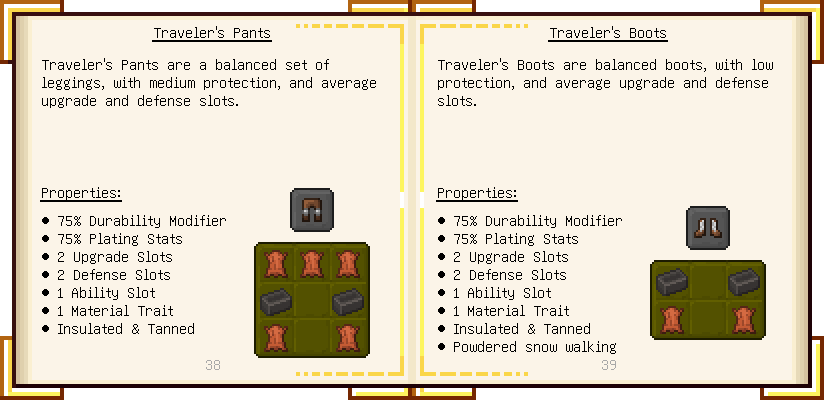 Traveler's Pants
Traveler's Pants are a balanced set of
leggings, with medium protection, and average
upgrade and defense slots.
Properties:
● 75% Durability Modifier
● 75% Plating Stats
● 2 Upgrade Slots
● 2 Defense Slots
● 1 Ability Slot
● 1 Material Trait
● Insulated & Tanned
38
Traveler's Boots
Traveler's Boots are balanced boots, with low
protection, and average upgrade and defense
slots.
Properties:
● 75% Durability Modifier
● 75% Plating Stats
● 2 Upgrade Slots
● 2 Defense Slots
● 1 Ability Slot
● 1 Material Trait
● Insulated & Tanned
● Powdered snow walking
39